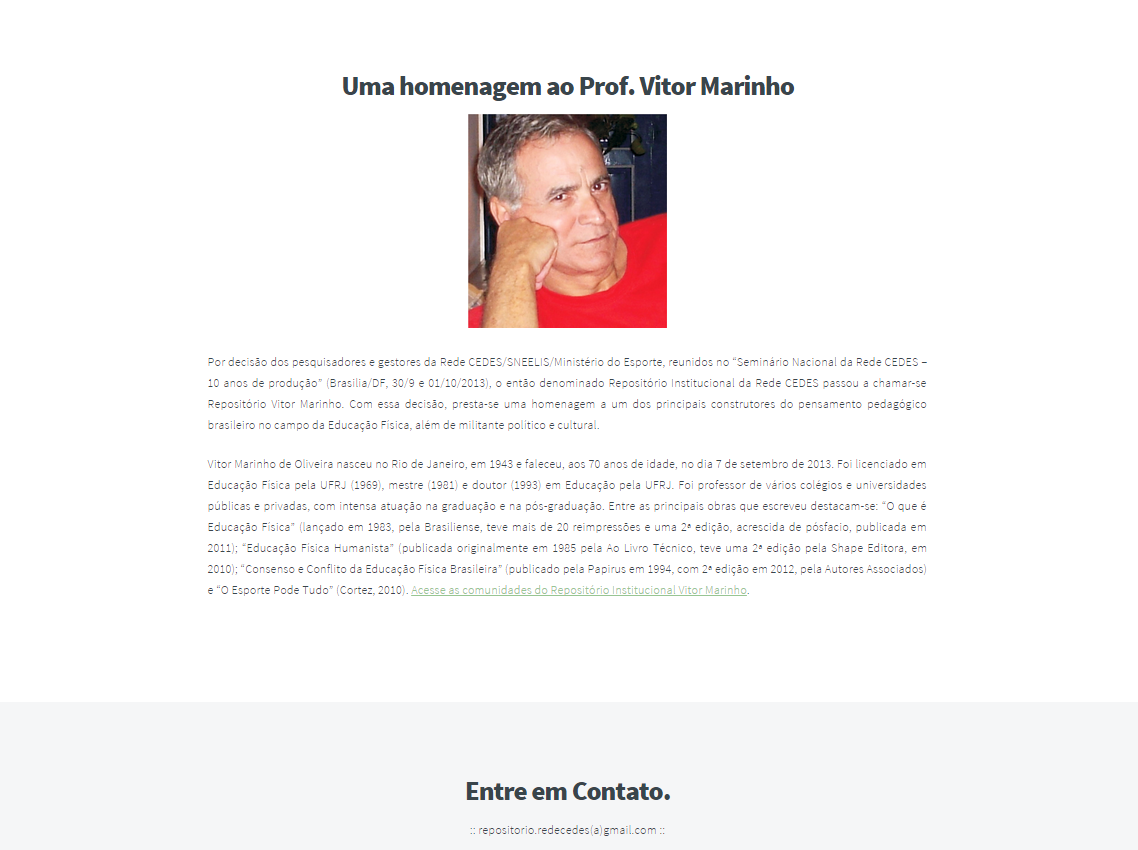 Uma homenagem ao Prof. Vitor Marinho
Por decisão dos pesquisadores e gestores da Rede CEDES/SNEELIS/Ministério do Esporte, reunidos no “Seminário Nacional da Rede CEDES –
10 anos de produção” (Brasília/DF, 30/9 e 01/10/2013), o então denominado Repositório Institucional da Rede CEDES passou a chamar-se
Repositório Vitor Marinho. Com essa decisão, presta-se uma homenagem a um dos principais construtores do pensamento pedagógico
brasileiro no campo da Educação Física, além de militante político e cultural.
Vitor Marinho de Oliveira nasceu no Rio de Janeiro, em 1943 e faleceu, aos 70 anos de idade, no dia 7 de setembro de 2013. Foi licenciado em
Educação Física pela UFRJ (1969), mestre (1981) e doutor (1993) em Educação pela UFRJ. Foi professor de vários colégios e universidades
públicas e privadas, com intensa atuação na graduação e na pós-graduação. Entre as principais obras que escreveu destacam-se: “O que é
Educação Física” (lançado em 1983, pela Brasiliense, teve mais de 20 reimpressões e uma 2ª edição, acrescida de pósfacio, publicada em
2011); “Educação Física Humanista” (publicada originalmente em 1985 pela Ao Livro Técnico, teve uma 2ª edição pela Shape Editora, em
2010); “Consenso e Conflito da Educação Física Brasileira” (publicado pela Papirus em 1994, com 2ª edição em 2012, pela Autores Associados)
e “O Esporte Pode Tudo” (Cortez, 2010). Acesse as comunidades do Repositório Institucional Vitor Marinho.
Entre em Contato.
:: repositorio.redecedes(a)gmail.com ::